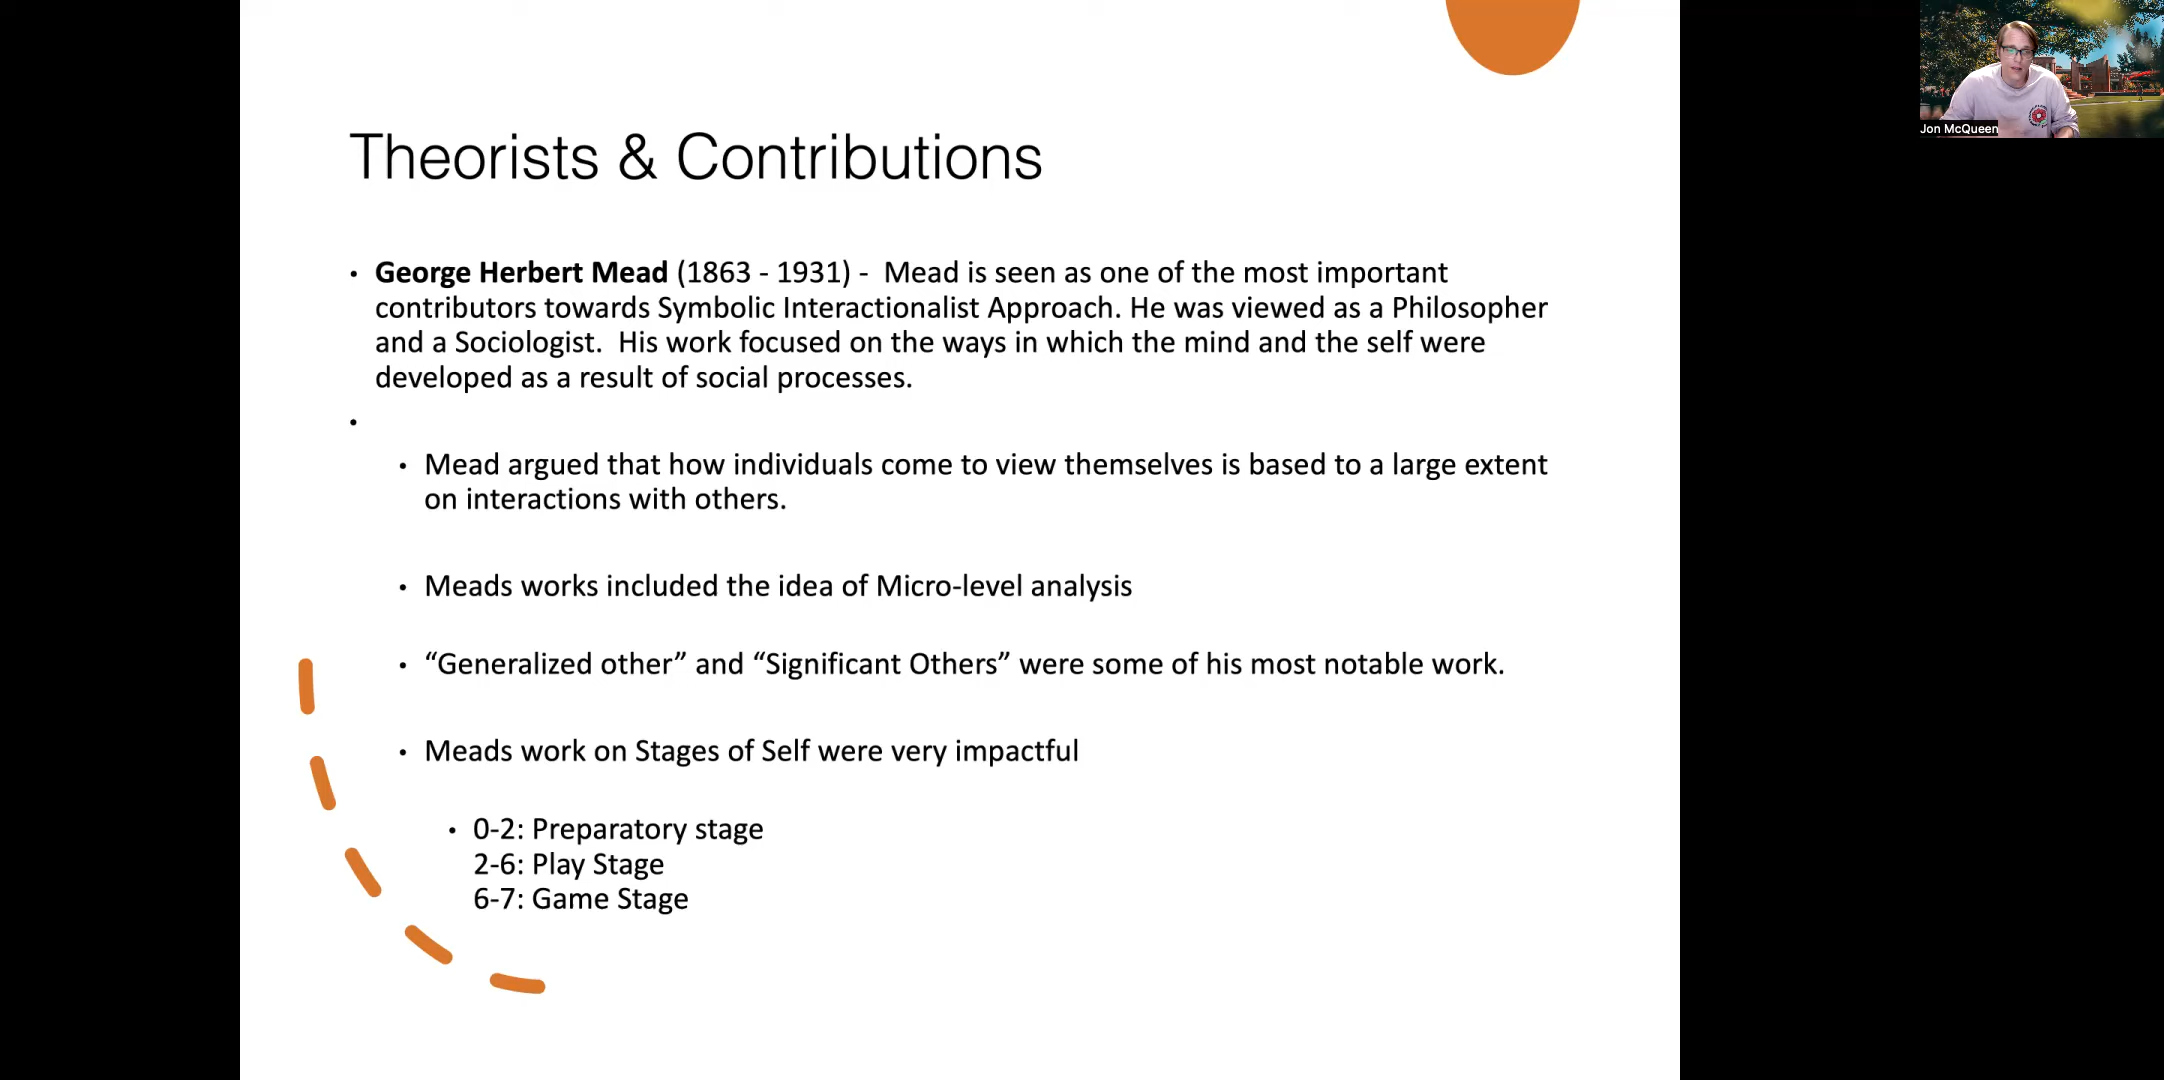 Theorists & Contributions
• George Herbert Mead (1863 - 1931) -  Mead is seen as one of the most important
contributors towards Symbolic Interactionalist Approach. He was viewed as a Philosopher
and a Sociologist.  His work focused on the ways in which the mind and the self were
developed as a result of social processes.
•
• Mead argued that how individuals come to view themselves is based to a large extent
on interactions with others.
• Meads works included the idea of Micro-level analysis
• “Generalized other” and “Significant Others” were some of his most notable work.
• Meads work on Stages of Self were very impactful
• 0-2: Preparatory stage
2-6: Play Stage
6-7: Game Stage
Jon McQueen